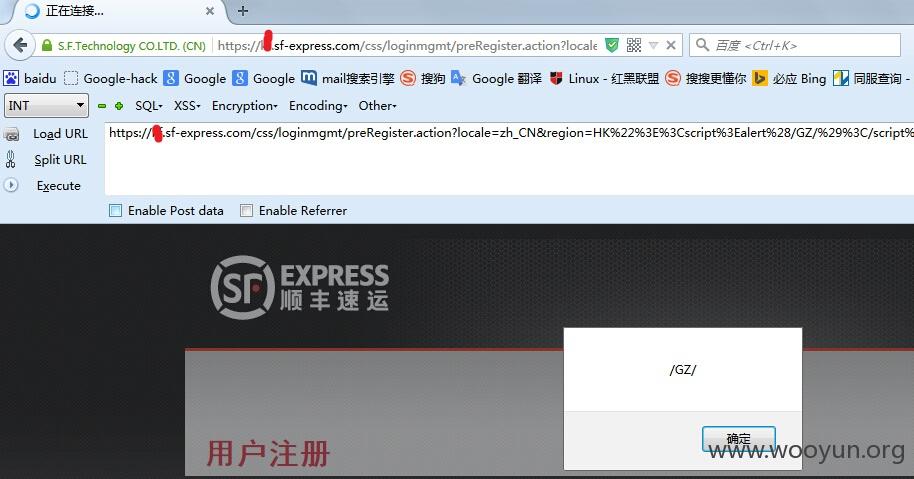 正在连接...
S.F.Technology CO.LTD. (CN)
.sf-express.com/css/loginmgmt/preRegister.action?locale
百度 <Ctrl+K>
baidu Google-hack Google Google mail搜索引擎 搜狗 Google 翻译 Linux - 红黑联盟 搜搜更懂你 必应 Bing 同服查询 -
INT SQL- XSS- Encryption- Encoding- Other-
Load URL
https://
.sf-express.com/css/loginmgmt/preRegister.action?locale=zh_CN&region=HK%22%3E%3Cscript%3Ealert%28/GZ/%29%3C/script%
Split URL
Execute
Enable Post data Enable Referrer
SF EXPRESS
顺丰速运
/GZ/
确定
用户注册
www.wooyun.org